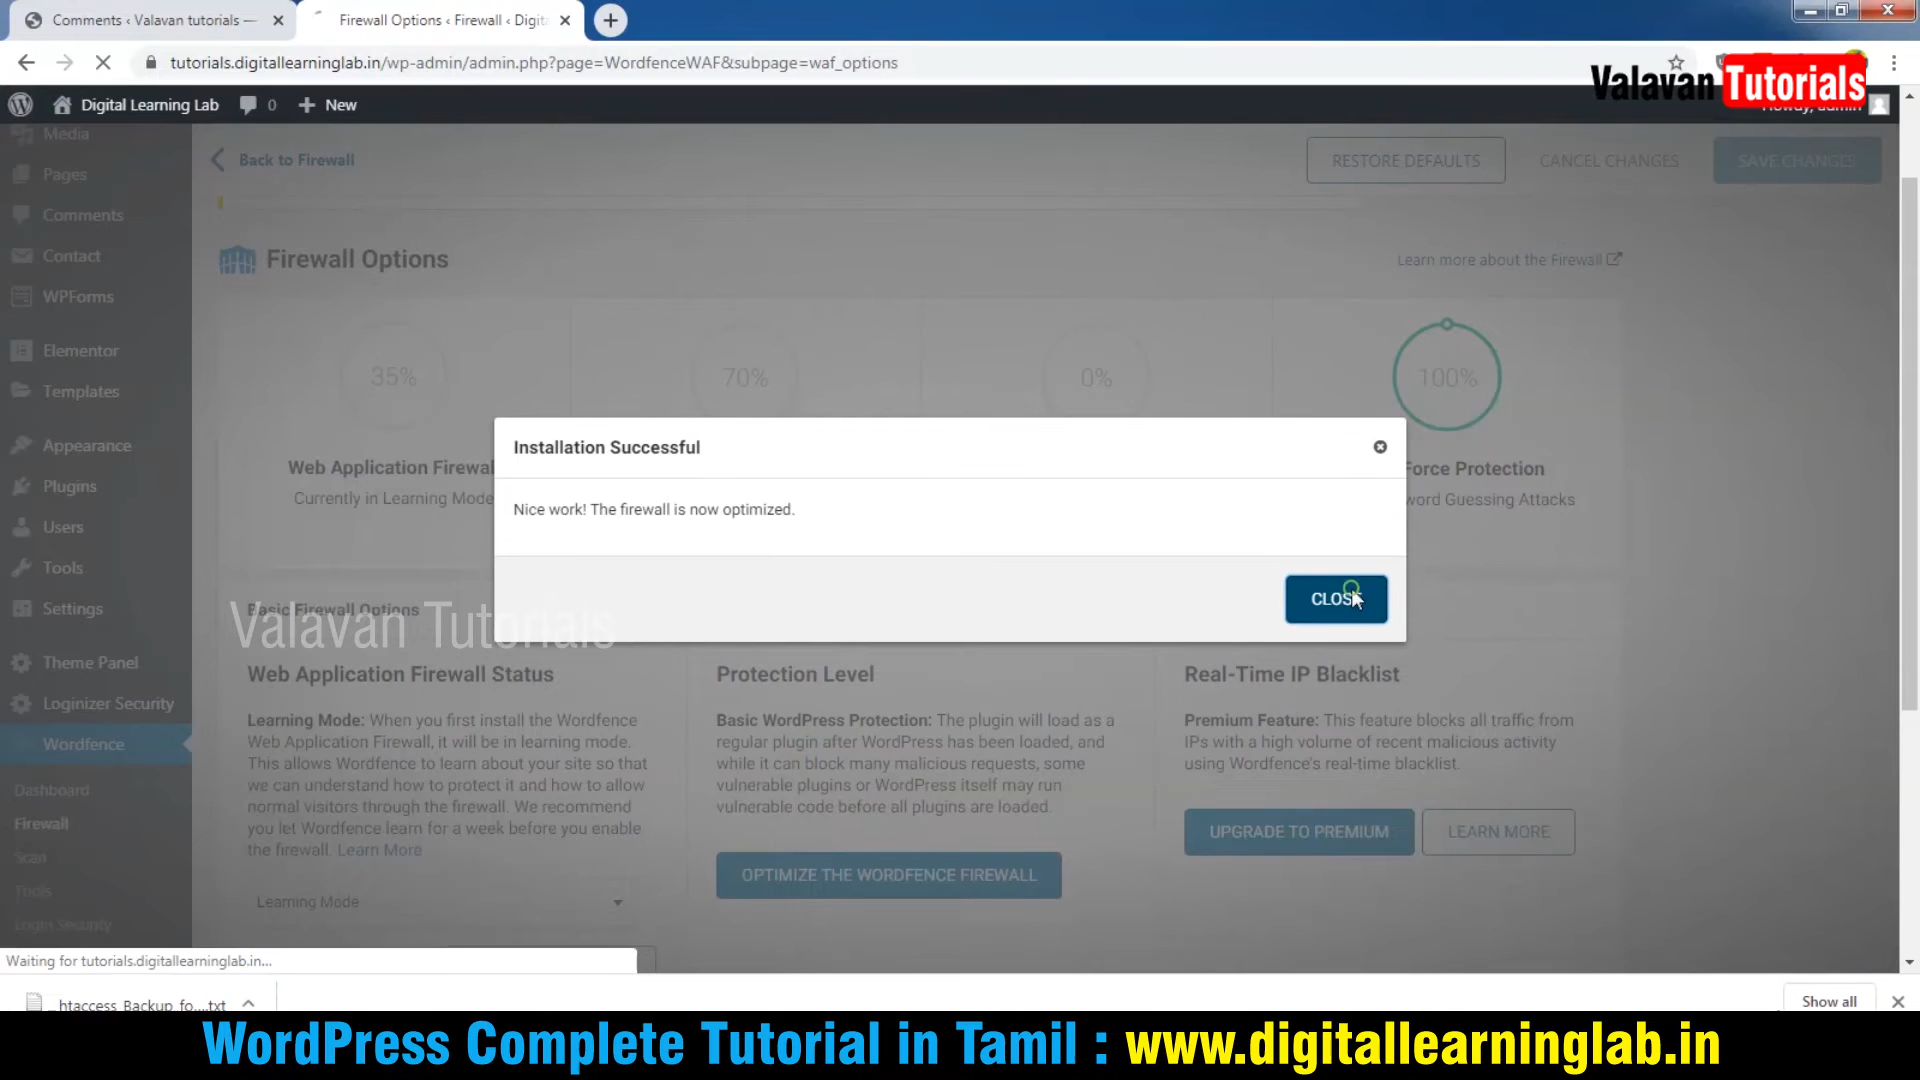 Comments ‹ Valavan tutorials —
Firewall Options ‹ Firewall ‹ Digit
tutorials.digitallearninglab.in/wp-admin/admin.php?page=WordfenceWAF&subpage=waf_options
Valavan Tutorials
Digital Learning Lab
0
New
Howdy, admin
Media
Pages
Comments
Contact
WPForms
Elementor
Templates
Appearance
Plugins
Users
Tools
Settings
Theme Panel
Loginizer Security
Wordfence
Dashboard
Firewall
Scan
Tools
Login Security
Back to Firewall
RESTORE DEFAULTS
CANCEL CHANGES
SAVE CHANGES
Firewall Options
Learn more about the Firewall
35%
70%
0%
100%
Web Application Firewal
Currently in Learning Mode
Force Protection
word Guessing Attacks
Installation Successful
Nice work! The firewall is now optimized.
CLOSE
Basic Firewall Options
Valavan Tutorials
Web Application Firewall Status
Learning Mode: When you first install the Wordfence
Web Application Firewall, it will be in learning mode.
This allows Wordfence to learn about your site so that
we can understand how to protect it and how to allow
normal visitors through the firewall. We recommend
you let Wordfence learn for a week before you enable
the firewall. Learn More
Learning Mode
Protection Level
Basic WordPress Protection: The plugin will load as a
regular plugin after WordPress has been loaded, and
while it can block many malicious requests, some
vulnerable plugins or WordPress itself may run
vulnerable code before all plugins are loaded.
OPTIMIZE THE WORDFENCE FIREWALL
Real-Time IP Blacklist
Premium Feature: This feature blocks all traffic from
IPs with a high volume of recent malicious activity
using Wordfence's real-time blacklist.
UPGRADE TO PREMIUM
LEARN MORE
Waiting for tutorials.digitallearninglab.in...
_htaccess_Backup_fo....txt
Show all
WordPress Complete Tutorial in Tamil : www.digitallearninglab.in